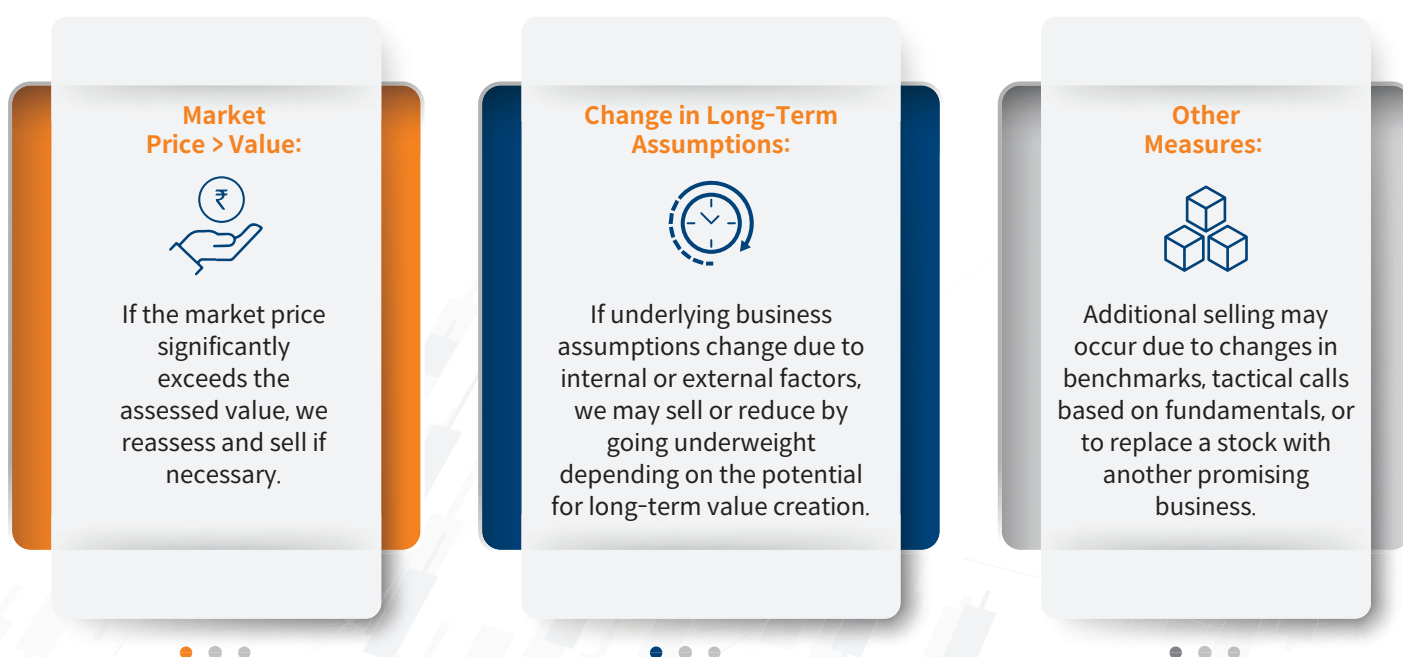 Market
Price > Value:
₹
If the market price
significantly
exceeds the
assessed value, we
reassess and sell if
necessary.
Change in Long-Term
Assumptions:
If underlying business
assumptions change due to
internal or external factors,
we may sell or reduce by
going underweight
depending on the potential
for long-term value creation.
Other
Measures:
Additional selling may
occur due to changes in
benchmarks, tactical calls
based on fundamentals, or
to replace a stock with
another promising
business.